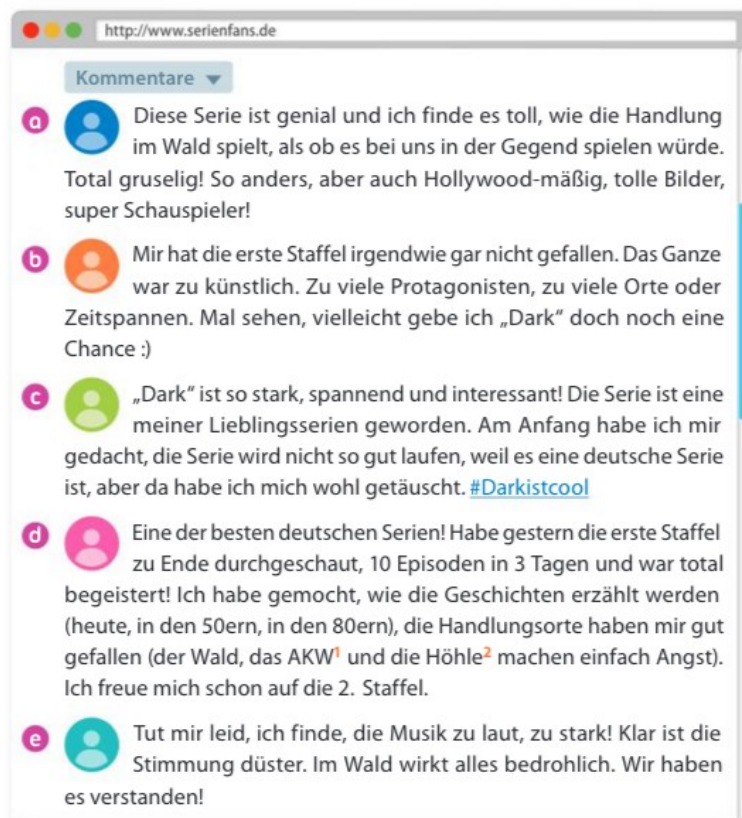 http://www.serienfans.de
Kommentare
a Diese Serie ist genial und ich finde es toll, wie die Handlung
im Wald spielt, als ob es bei uns in der Gegend spielen würde.
Total gruselig! So anders, aber auch Hollywood-mäßig, tolle Bilder,
super Schauspieler!
b Mir hat die erste Staffel irgendwie gar nicht gefallen. Das Ganze
war zu künstlich. Zu viele Protagonisten, zu viele Orte oder
Zeitspannen. Mal sehen, vielleicht gebe ich „Dark“ doch noch eine
Chance :)
c „Dark“ ist so stark, spannend und interessant! Die Serie ist eine
meiner Lieblingsserien geworden. Am Anfang habe ich mir
gedacht, die Serie wird nicht so gut laufen, weil es eine deutsche Serie
ist, aber da habe ich mich wohl getäuscht. #Darkistcool
d Eine der besten deutschen Serien! Habe gestern die erste Staffel
zu Ende durchgeschaut, 10 Episoden in 3 Tagen und war total
begeistert! Ich habe gemocht, wie die Geschichten erzählt werden
(heute, in den 50ern, in den 80ern), die Handlungsorte haben mir gut
gefallen (der Wald, das AKW¹ und die Höhle² machen einfach Angst).
Ich freue mich schon auf die 2. Staffel.
e Tut mir leid, ich finde, die Musik zu laut, zu stark! Klar ist die
Stimmung düster. Im Wald wirkt alles bedrohlich. Wir haben
es verstanden!